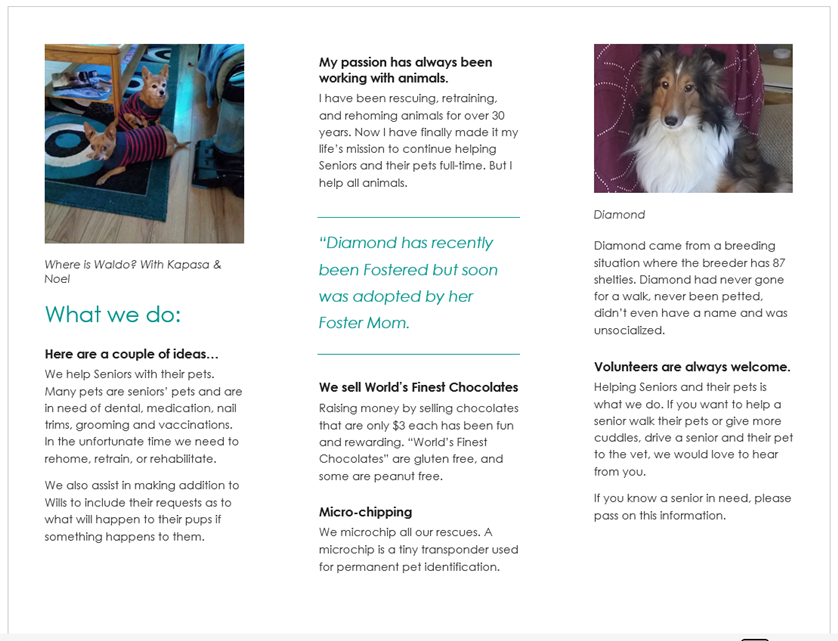 Where is Waldo? With Kapasa &
Noel
What we do:
Here are a couple of ideas…
We help Seniors with their pets.
Many pets are seniors’ pets and are
in need of dental, medication, nail
trims, grooming and vaccinations.
In the unfortunate time we need to
rehome, retrain, or rehabilitate.
We also assist in making addition to
Wills to include their requests as to
what will happen to their pups if
something happens to them.
My passion has always been
working with animals.
I have been rescuing, retraining,
and rehoming animals for over 30
years. Now I have finally made it my
life’s mission to continue helping
Seniors and their pets full-time. But I
help all animals.
“Diamond has recently
been Fostered but soon
was adopted by her
Foster Mom.
We sell World’s Finest Chocolates
Raising money by selling chocolates
that are only $3 each has been fun
and rewarding. “World’s Finest
Chocolates” are gluten free, and
some are peanut free.
Micro-chipping
We microchip all our rescues. A
microchip is a tiny transponder used
for permanent pet identification.
Diamond
Diamond came from a breeding
situation where the breeder has 87
shelties. Diamond had never gone
for a walk, never been petted,
didn’t even have a name and was
unsocialized.
Volunteers are always welcome.
Helping Seniors and their pets is
what we do. If you want to help a
senior walk their pets or give more
cuddles, drive a senior and their pet
to the vet, we would love to hear
from you.
If you know a senior in need, please
pass on this information.